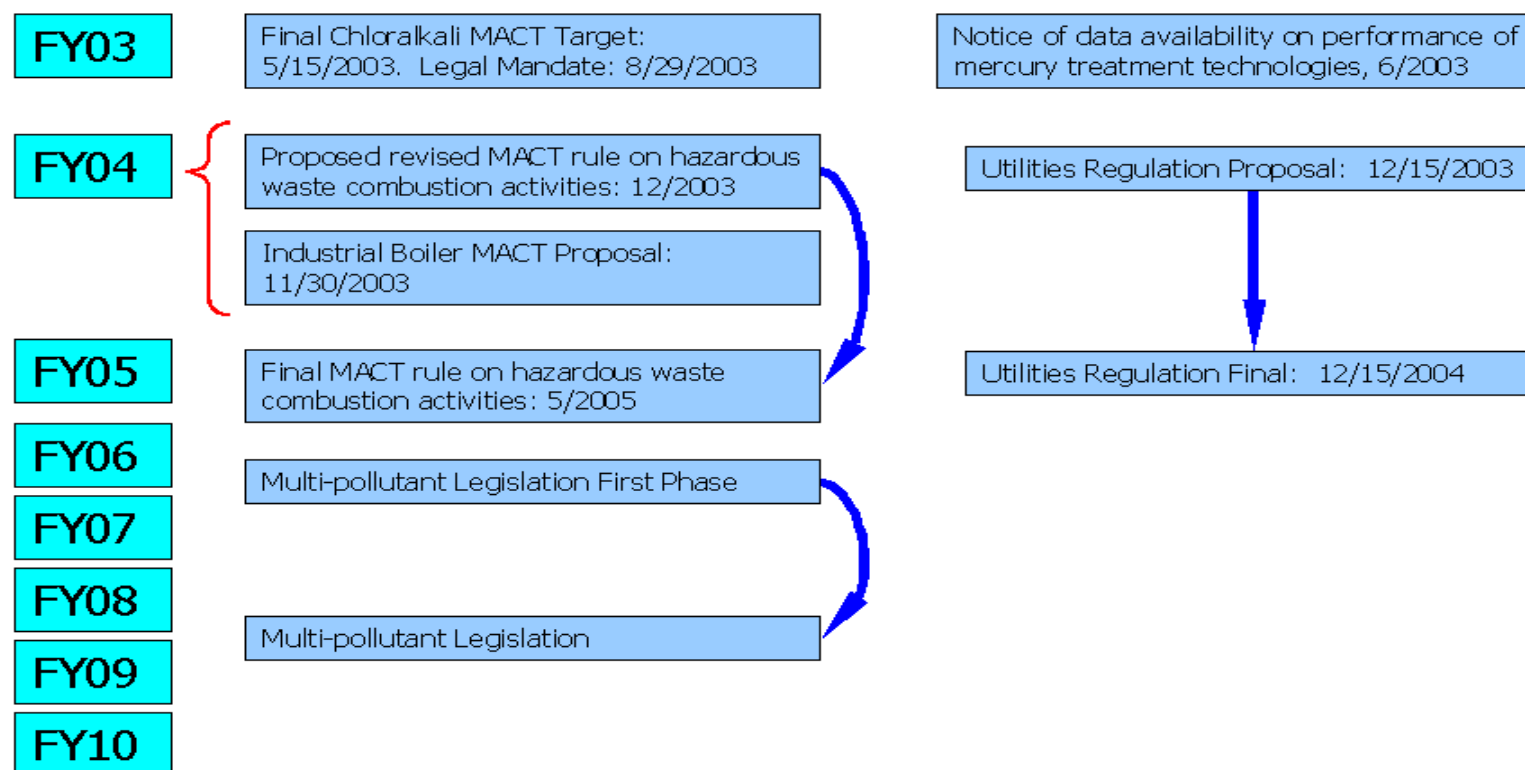 FY03
Final Chloralkali MACT Target:
5/15/2003.  Legal Mandate: 8/29/2003
Notice of data availability on performance of
mercury treatment technologies, 6/2003
FY04
Proposed revised MACT rule on hazardous
waste combustion activities: 12/2003
Utilities Regulation Proposal:  12/15/2003
Industrial Boiler MACT Proposal:
11/30/2003
FY05
Final MACT rule on hazardous waste
combustion activities: 5/2005
Utilities Regulation Final:  12/15/2004
FY06
Multi-pollutant Legislation First Phase
FY07
FY08
Multi-pollutant Legislation
FY09
FY10